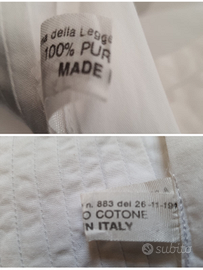 della Legge
100% PUR
MADE
n. 883 del 26-11-19
O COTONE
N ITALY
subito